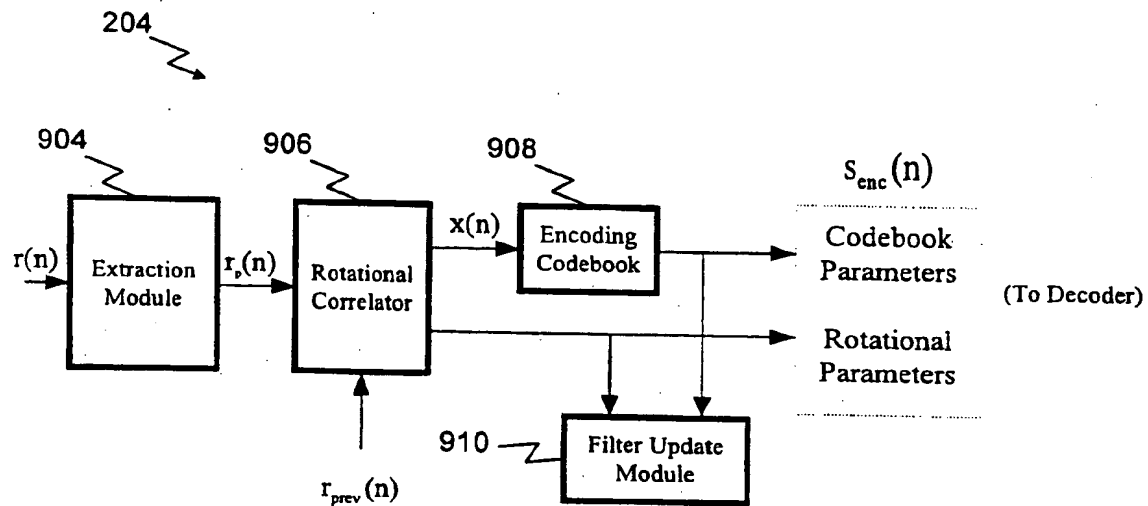 204
904
906
908
s_enc(n)
r(n)
Extraction
Module
r_p(n)
Rotational
Correlator
x(n)
Encoding
Codebook
Codebook
Parameters
(To Decoder)
Rotational
Parameters
910
Filter Update
Module
r_prev(n)